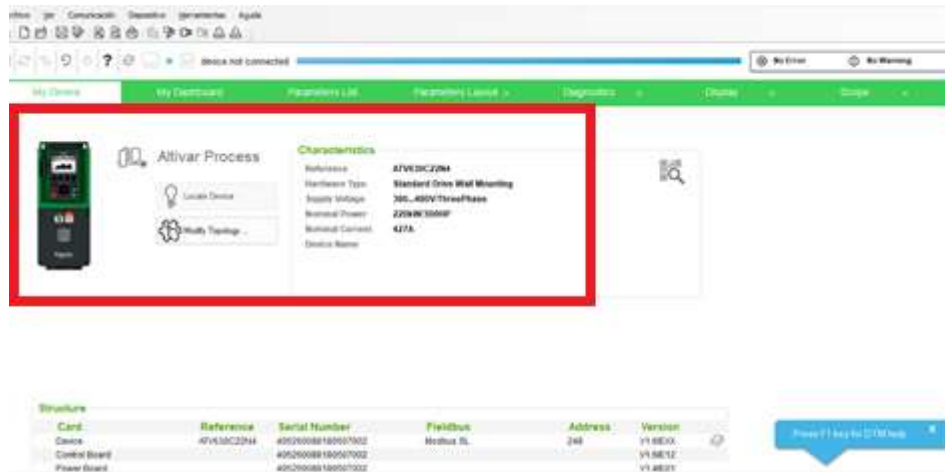 Ver Comunicación Dispositivo Herramientas Ayuda
? device not connected
No Error No Warning
My Device My Dashboard Parameters List Parameters Layout Diagnostics Display Scope
Altivar Process
Locate Device
Modify Topology ...
Characteristics
Reference ATV630C22N4
Hardware Type Standard Drive Wall Mounting
Supply Voltage 380...480V/ThreePhase
Nominal Power
Nominal Current 427A
Device Name
Structure
Card Reference Serial Number Fieldbus Address Version
Device ATV630C22N4 Modbus SL 248
Control Board
Power Board
Press F1 key for DTM help